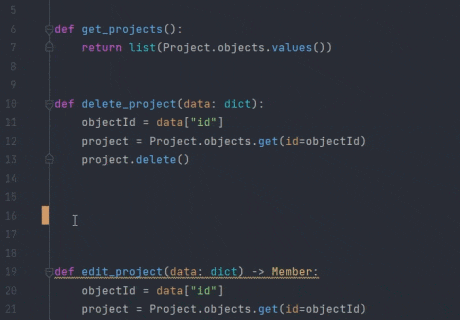 5
6 def get_projects():
7 return list(Project.objects.values())
8
9
10 def delete_project(data: dict):
11 objectId = data["id"]
12 project = Project.objects.get(id=objectId)
13 project.delete()
14
15
16
17
18
19 def edit_project(data: dict) -> Member:
20 objectId = data["id"]
21 project = Project.objects.get(id=objectId)